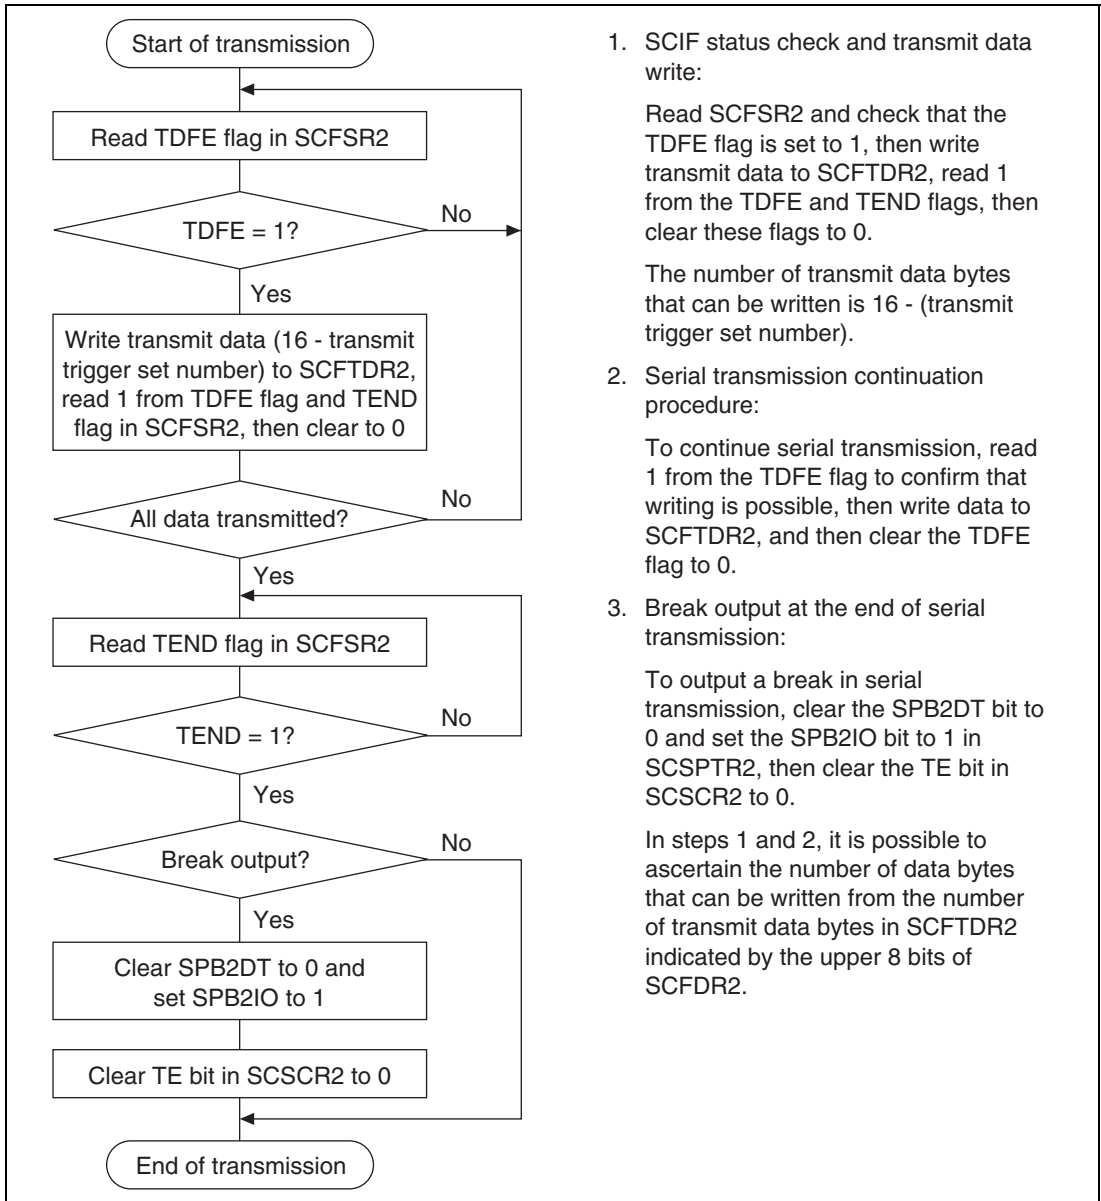 Start of transmission
Read TDFE flag in SCFSR2
TDFE = 1?
No
Yes
Write transmit data (16 - transmit
trigger set number) to SCFTDR2,
read 1 from TDFE flag and TEND
flag in SCFSR2, then clear to 0
All data transmitted?
No
Yes
Read TEND flag in SCFSR2
TEND = 1?
No
Yes
Break output?
No
Yes
Clear SPB2DT to 0 and
set SPB2IO to 1
Clear TE bit in SCSCR2 to 0
End of transmission
1. SCIF status check and transmit data
write:
Read SCFSR2 and check that the
TDFE flag is set to 1, then write
transmit data to SCFTDR2, read 1
from the TDFE and TEND flags, then
clear these flags to 0.
The number of transmit data bytes
that can be written is 16 - (transmit
trigger set number).
2. Serial transmission continuation
procedure:
To continue serial transmission, read
1 from the TDFE flag to confirm that
writing is possible, then write data to
SCFTDR2, and then clear the TDFE
flag to 0.
3. Break output at the end of serial
transmission:
To output a break in serial
transmission, clear the SPB2DT bit to
0 and set the SPB2IO bit to 1 in
SCSPTR2, then clear the TE bit in
SCSCR2 to 0.
In steps 1 and 2, it is possible to
ascertain the number of data bytes
that can be written from the number
of transmit data bytes in SCFTDR2
indicated by the upper 8 bits of
SCFDR2.